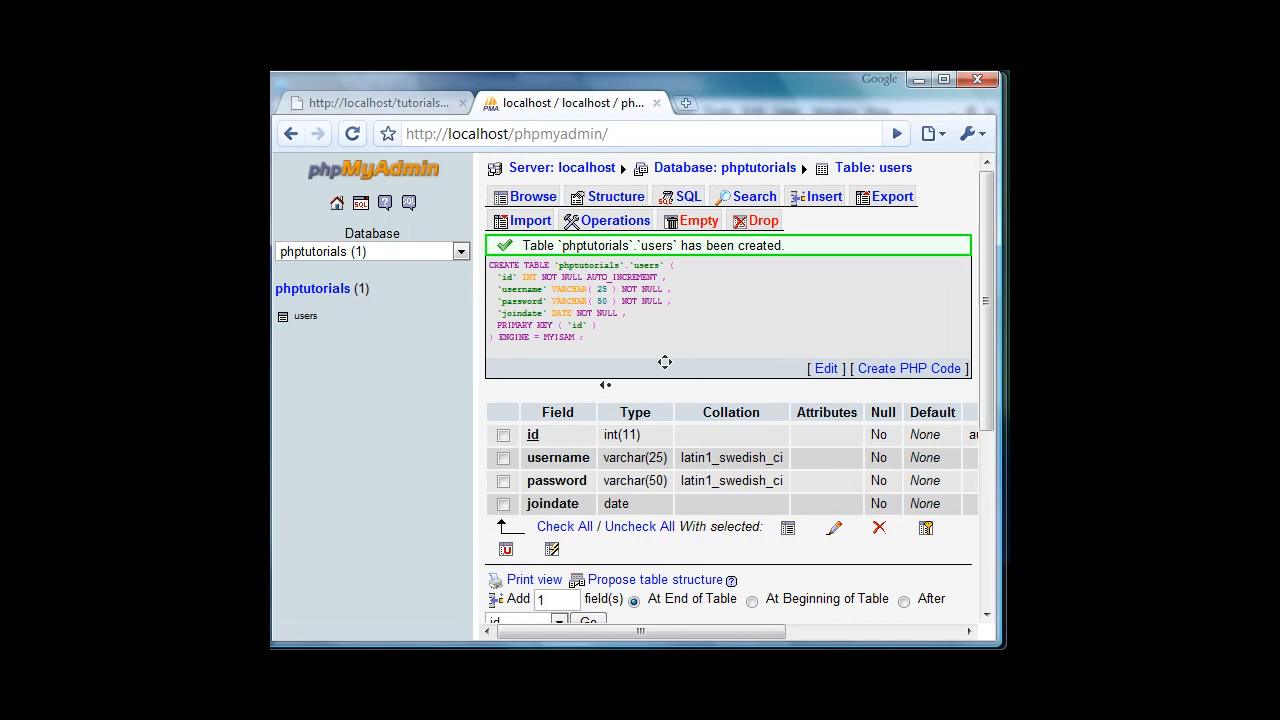 Google
http://localhost/tutorials...
PMA
localhost / localhost / ph...
http://localhost/phpmyadmin/
phpMyAdmin
SQL
Database
phptutorials (1)
phptutorials (1)
users
Server: localhost Database: phptutorials Table: users
Browse Structure SQL Search Insert Export
Import Operations Empty Drop
Table `phptutorials`.`users` has been created.
CREATE TABLE `phptutorials`.`users` (
`id` INT NOT NULL AUTO_INCREMENT ,
`username` VARCHAR( 25 ) NOT NULL ,
`password` VARCHAR( 50 ) NOT NULL ,
`joindate` DATE NOT NULL ,
PRIMARY KEY ( `id` )
) ENGINE = MYISAM ;
[ Edit ] [ Create PHP Code ]
Field Type Collation Attributes Null Default
id int(11) No None au
username varchar(25) latin1_swedish_ci No None
password varchar(50) latin1_swedish_ci No None
joindate date No None
Check All / Uncheck All With selected:
Print view Propose table structure
Add 1 field(s) At End of Table At Beginning of Table After
id Go